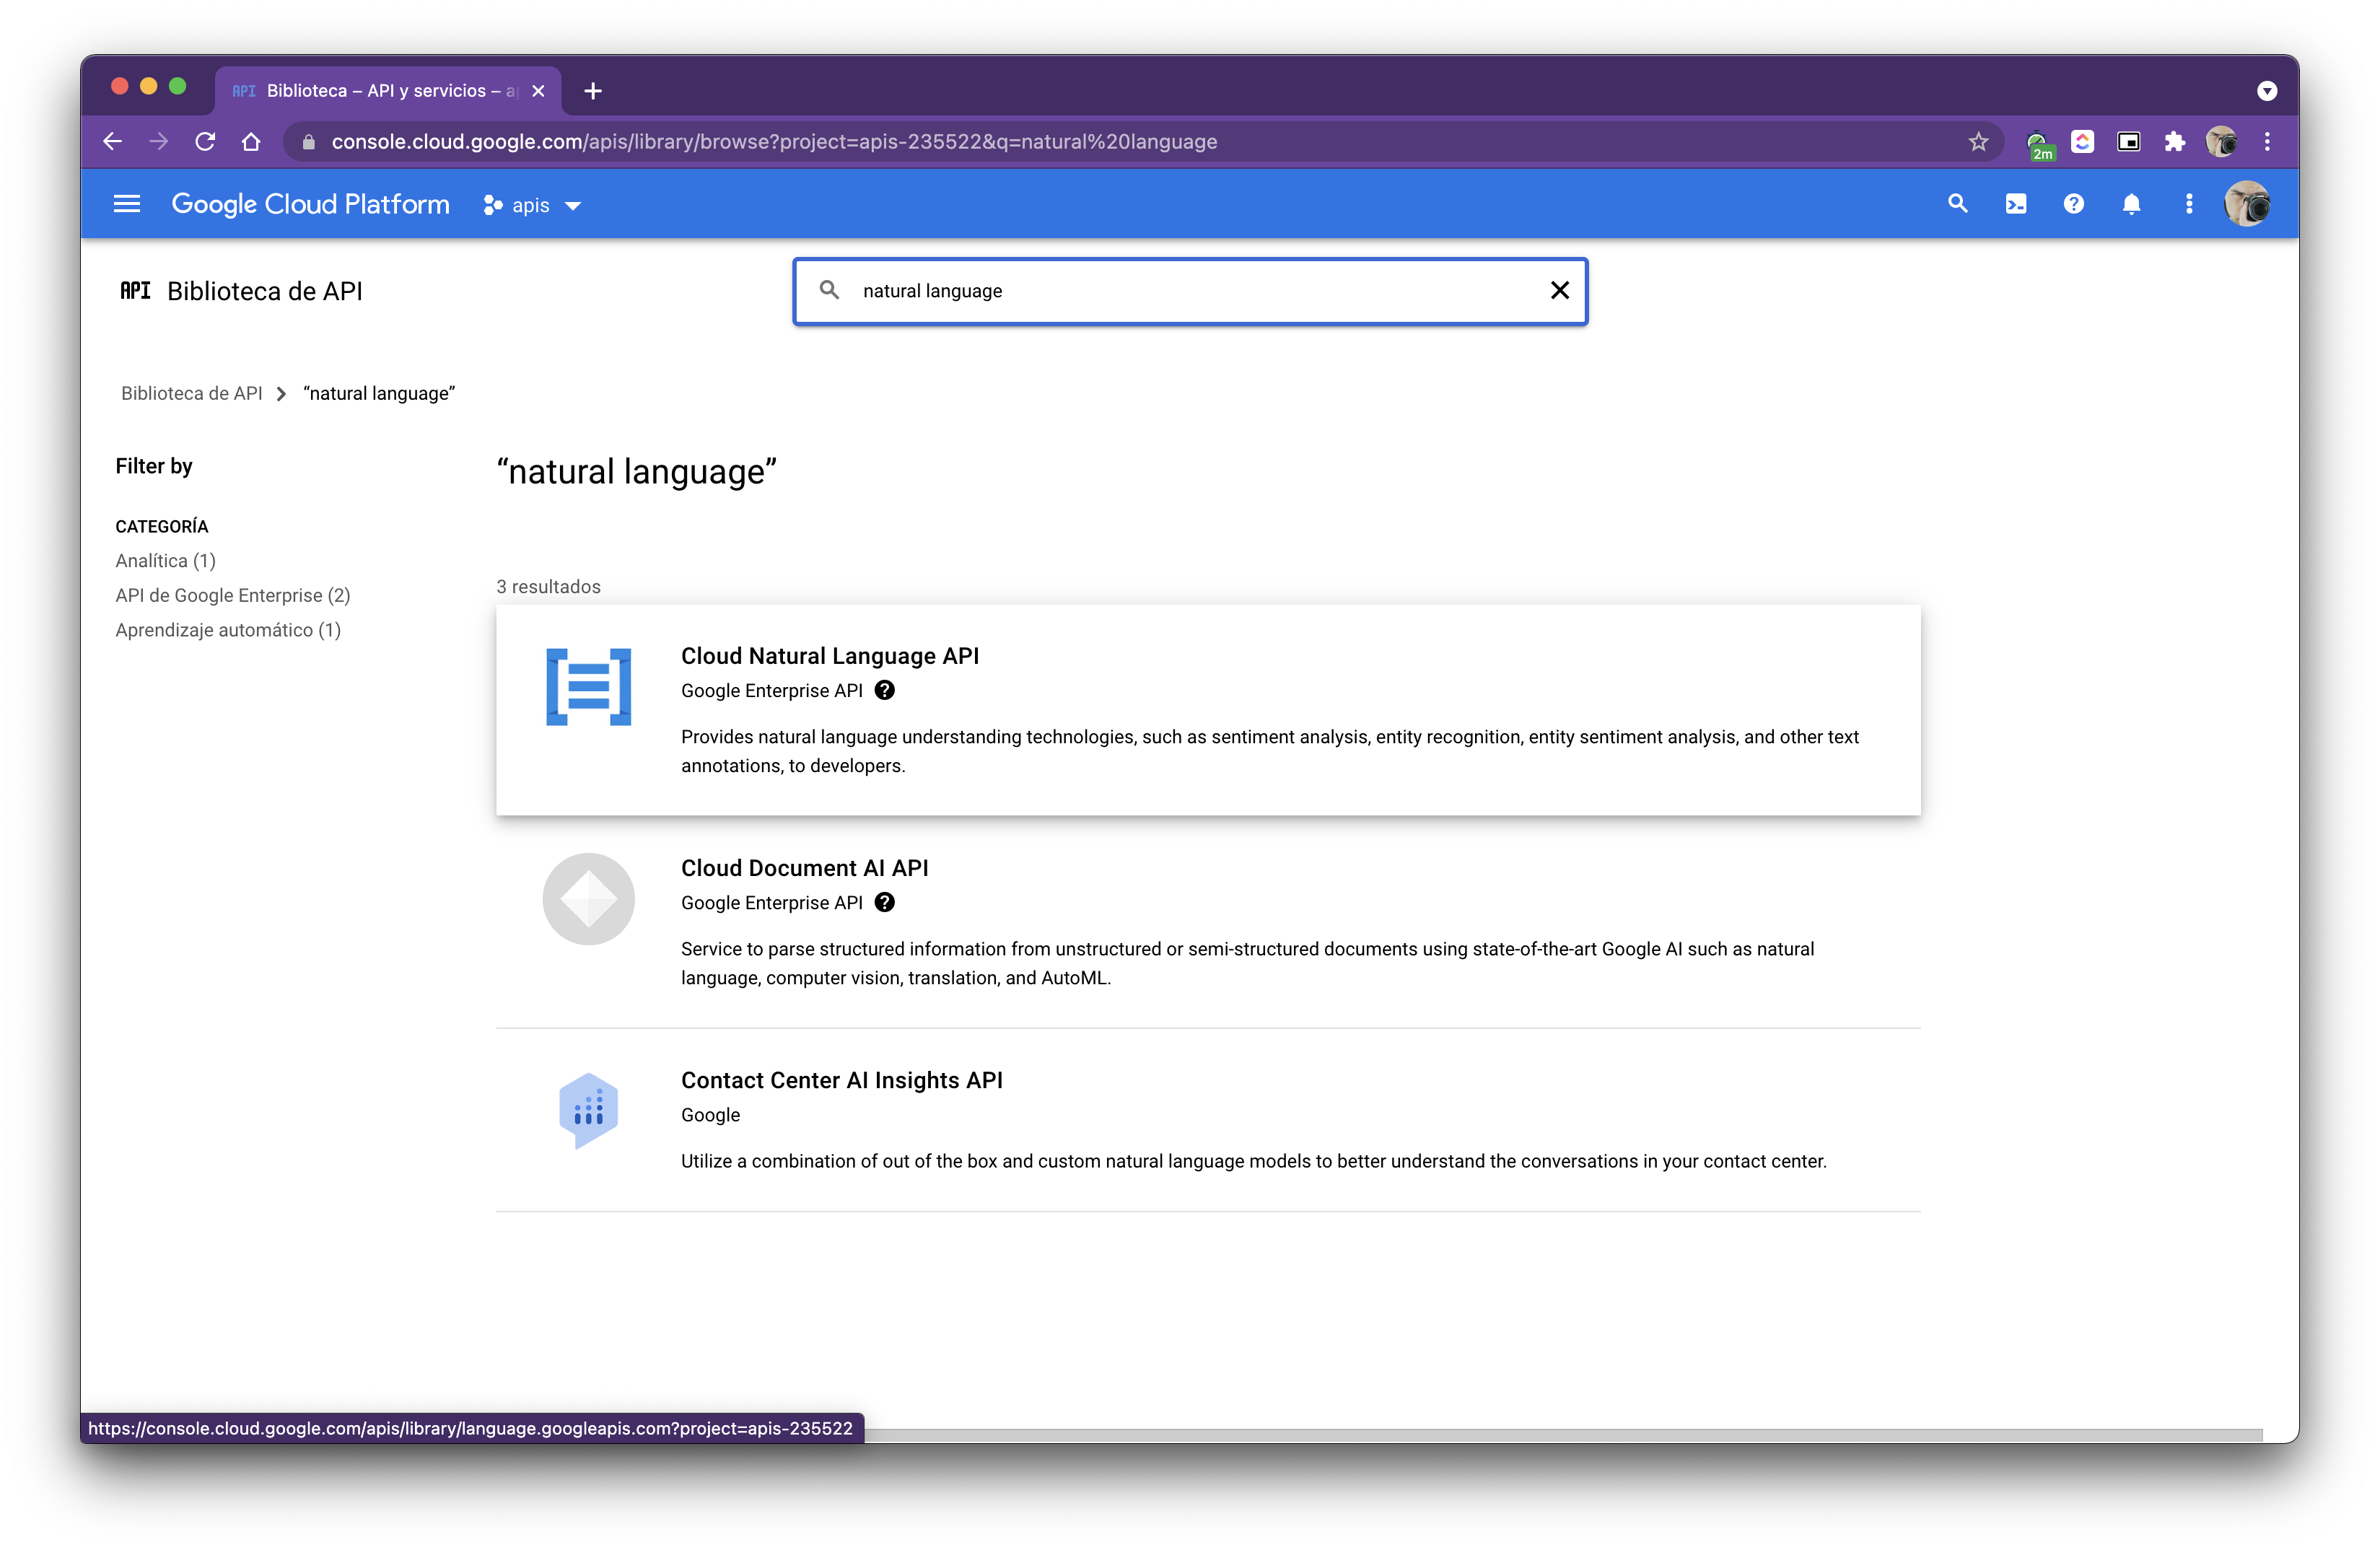 API Biblioteca – API y servicios – a
console.cloud.google.com/apis/library/browse?project=apis-235522&q=natural%20language
2m
Google Cloud Platform apis
API Biblioteca de API
natural language
Biblioteca de API “natural language”
Filter by
CATEGORÍA
Analítica (1)
API de Google Enterprise (2)
Aprendizaje automático (1)
“natural language”
3 resultados
Cloud Natural Language API
Google Enterprise API
Provides natural language understanding technologies, such as sentiment analysis, entity recognition, entity sentiment analysis, and other text
annotations, to developers.
Cloud Document AI API
Google Enterprise API
Service to parse structured information from unstructured or semi-structured documents using state-of-the-art Google AI such as natural
language, computer vision, translation, and AutoML.
Contact Center AI Insights API
Google
Utilize a combination of out of the box and custom natural language models to better understand the conversations in your contact center.
https://console.cloud.google.com/apis/library/language.googleapis.com?project=apis-235522